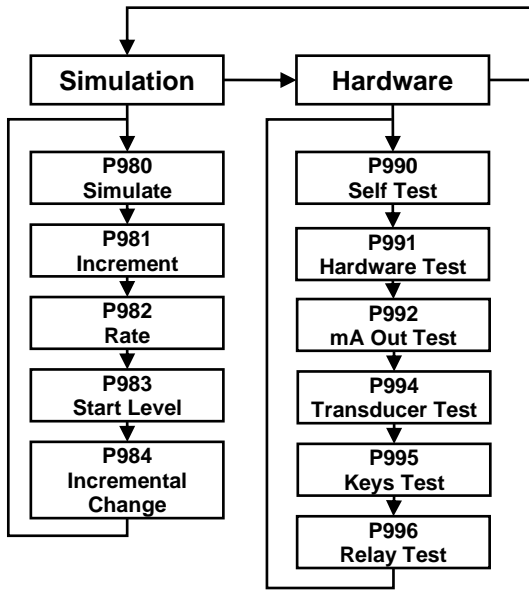 Simulation
Hardware
P980
Simulate
P981
Increment
P982
Rate
P983
Start Level
P984
Incremental
Change
P990
Self Test
P991
Hardware Test
P992
mA Out Test
P994
Transducer Test
P995
Keys Test
P996
Relay Test